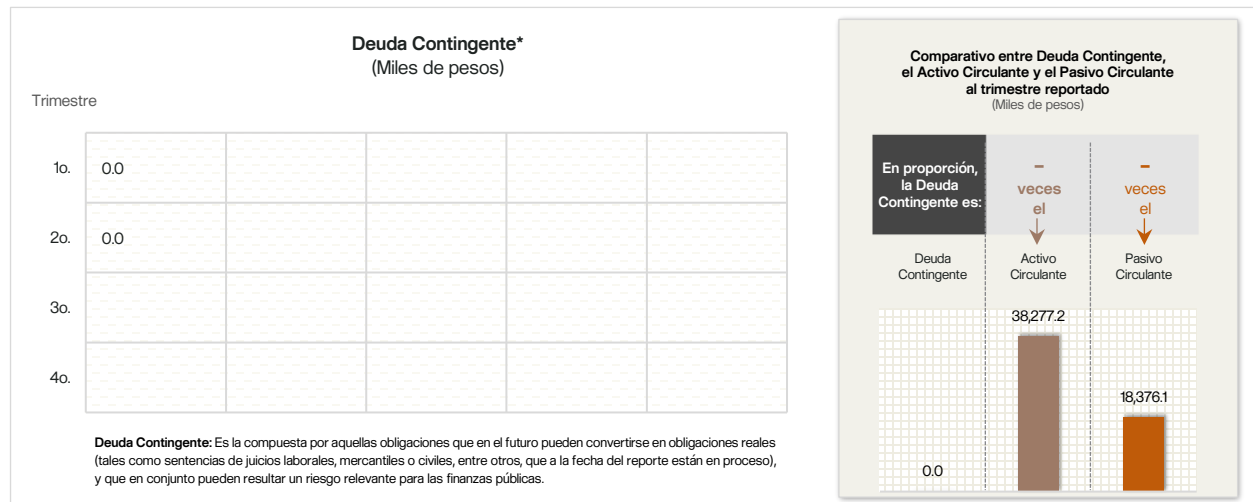 Deuda Contingente*
(Miles de pesos)
Trimestre
1o.
0.0
2o.
0.0
3o.
4o.
Deuda Contingente: Es la compuesta por aquellas obligaciones que en el futuro pueden convertirse en obligaciones reales
(tales como sentencias de juicios laborales, mercantiles o civiles, entre otros, que a la fecha del reporte están en proceso),
y que en conjunto pueden resultar un riesgo relevante para las finanzas públicas.
Comparativo entre Deuda Contingente,
el Activo Circulante y el Pasivo Circulante
al trimestre reportado
(Miles de pesos)
En proporción,
la Deuda
Contingente es:
–
veces
el
–
veces
el
Deuda
Contingente
Activo
Circulante
Pasivo
Circulante
38,277.2
18,376.1
0.0